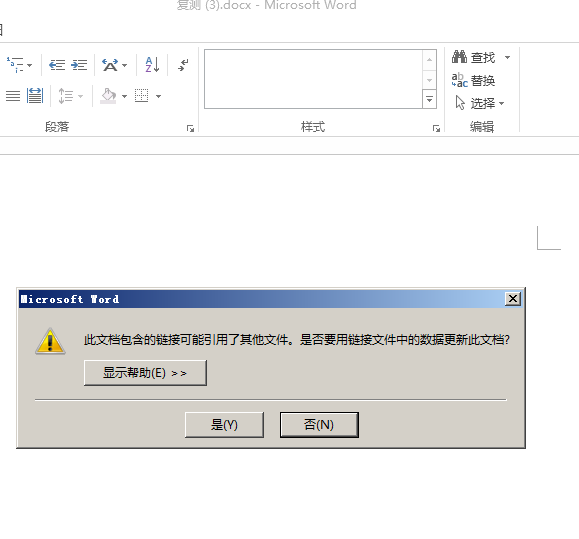 复测 (3).docx - Microsoft Word
查找
替换
选择
段落
样式
编辑
Microsoft Word
此文档包含的链接可能引用了其他文件。是否要用链接文件中的数据更新此文档?
显示帮助(E) >>
是(Y)
否(N)